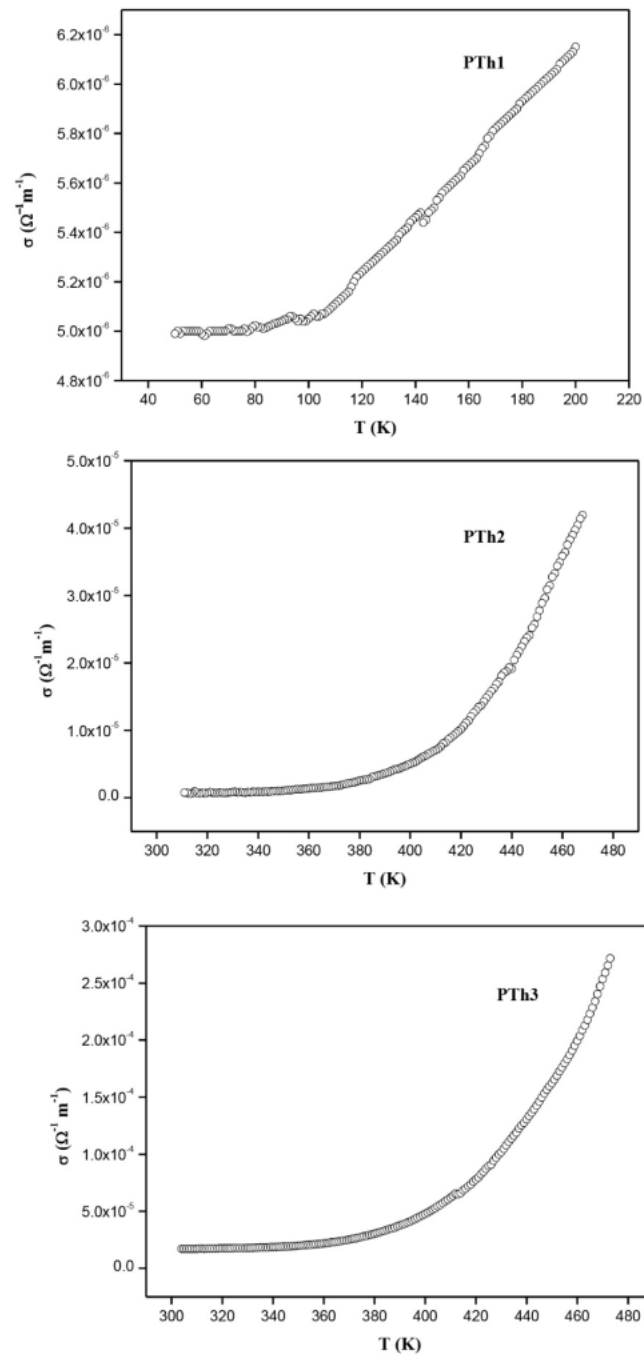 6.2x10⁻⁶
PTh1
6.0x10⁻⁶
5.8x10⁻⁶
5.6x10⁻⁶
σ (Ω⁻¹m⁻¹)
5.4x10⁻⁶
5.2x10⁻⁶
5.0x10⁻⁶
4.8x10⁻⁶
40 60 80 100 120 140 160 180 200 220
T (K)
5.0x10⁻⁵
PTh2
4.0x10⁻⁵
3.0x10⁻⁵
σ (Ω⁻¹m⁻¹)
2.0x10⁻⁵
1.0x10⁻⁵
0.0
300 320 340 360 380 400 420 440 460 480
T (K)
3.0x10⁻⁴
PTh3
2.5x10⁻⁴
2.0x10⁻⁴
σ (Ω⁻¹ m⁻¹)
1.5x10⁻⁴
1.0x10⁻⁴
5.0x10⁻⁵
0.0
300 320 340 360 380 400 420 440 460 480
T (K)